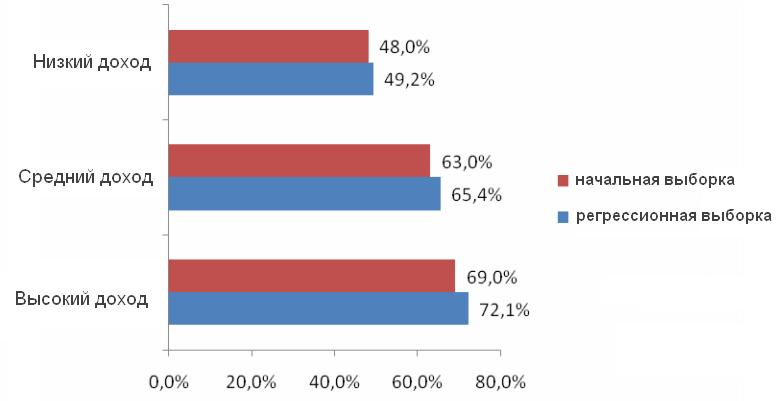 Низкий доход
48,0%
49,2%
Средний доход
63,0%
65,4%
Высокий доход
69,0%
72,1%
0,0% 20,0% 40,0% 60,0% 80,0%
начальная выборка
регрессионная выборка